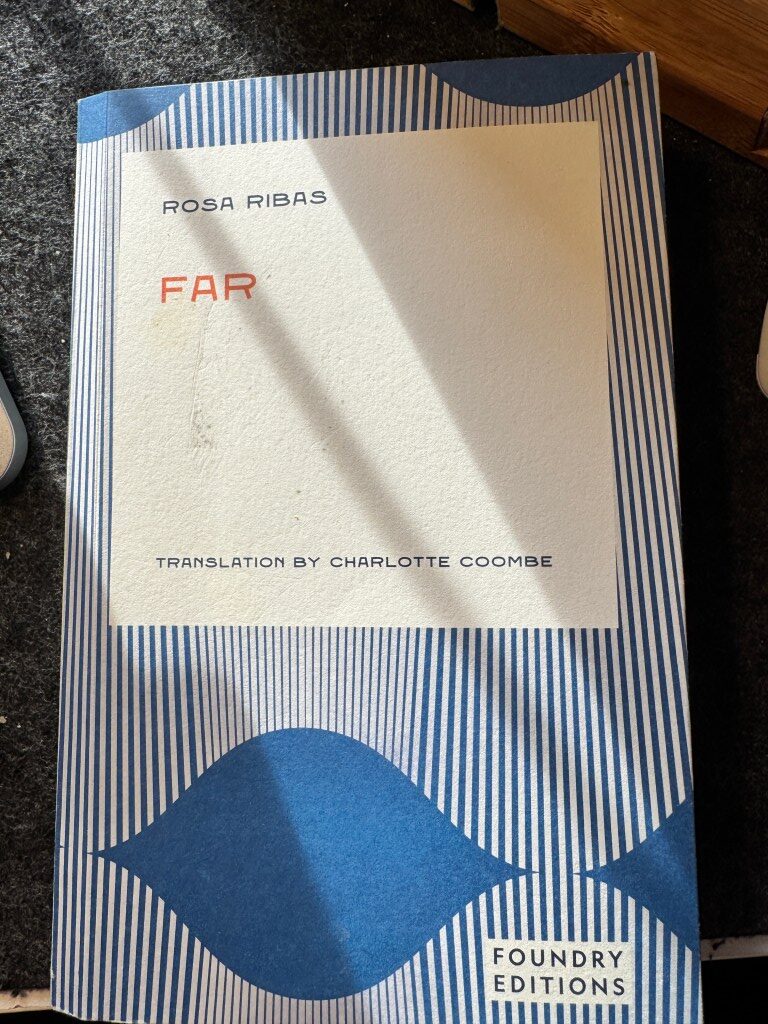 ROSA RIBAS
FAR
TRANSLATION BY CHARLOTTE COOMBE
FOUNDRY
EDITIONS